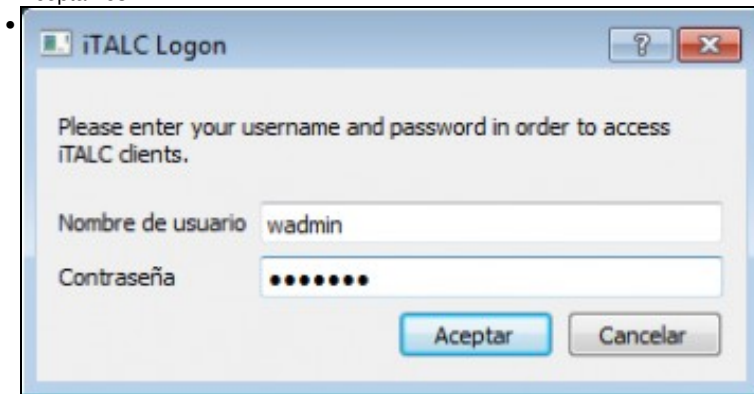 iTALC Logon
Please enter your username and password in order to access
iTALC clients.
Nombre de usuario wadmin
Contraseña •••••••
Aceptar Cancelar